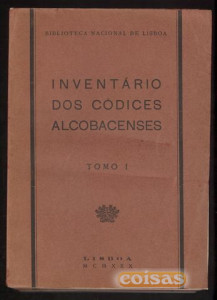 BIBLIOTECA NACIONAL DE LISBOA
INVENTÁRIO
DOS CÓDICES
ALCOBACENSES
TOMO I
LISBOA
coisas